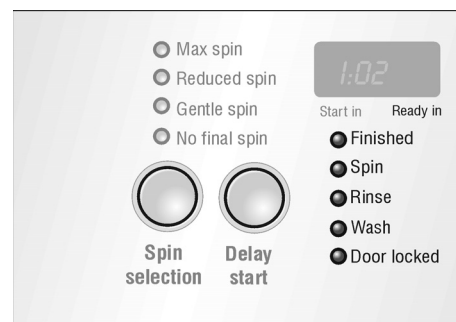 Max spin
Reduced spin
Gentle spin
No final spin
1:02
Start in Ready in
Finished
Spin
Rinse
Wash
Door locked
Spin
selection
Delay
start